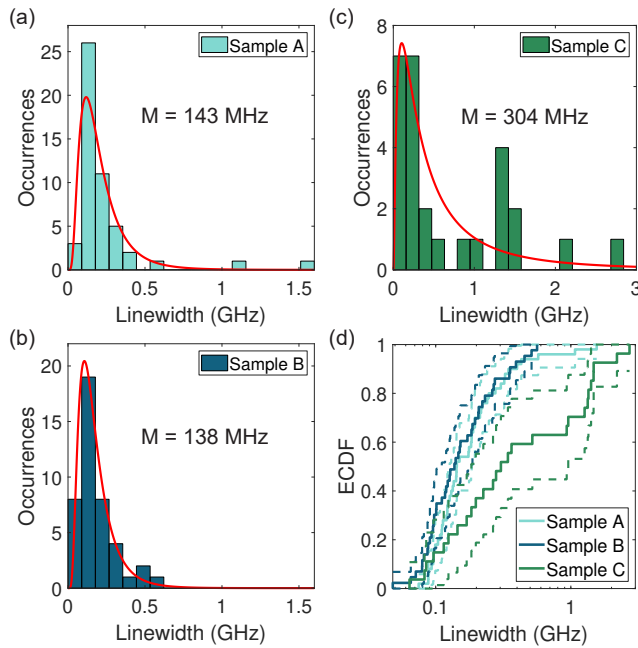 (a)
Sample A
M = 143 MHz
Occurrences
25
20
15
10
5
0
0 0.5 1 1.5
Linewidth (GHz)
(b)
Sample B
M = 138 MHz
Occurrences
20
15
10
5
0
0 0.5 1 1.5
Linewidth (GHz)
(c)
Sample C
M = 304 MHz
Occurrences
8
6
4
2
0
0 1 2 3
Linewidth (GHz)
(d)
ECDF
1
0.8
0.6
0.4
0.2
0
Sample A
Sample B
Sample C
0.1 1
Linewidth (GHz)